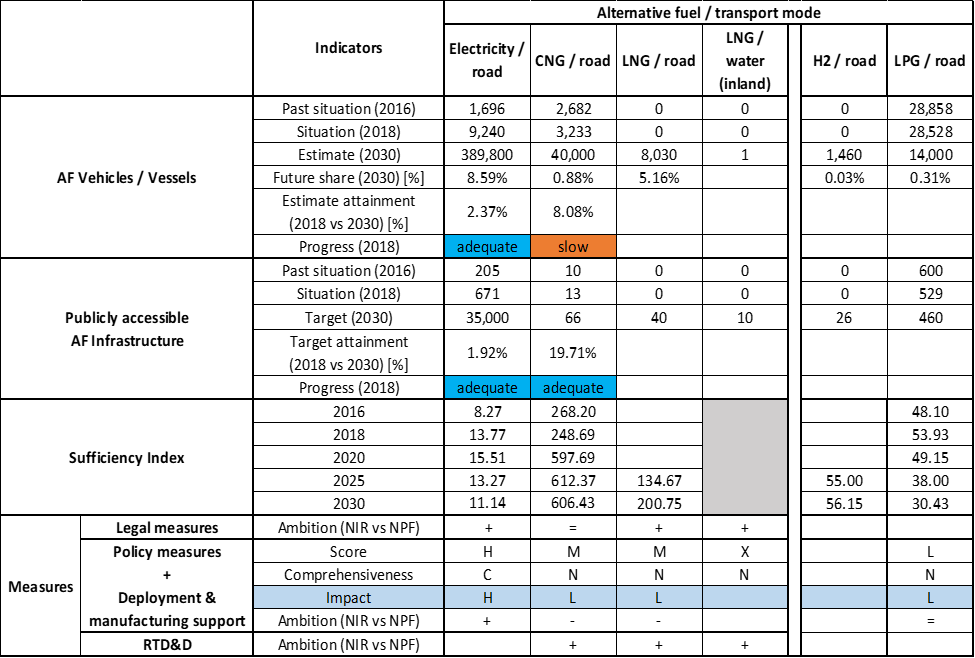 Alternative fuel / transport mode
Indicators
Electricity / road
CNG / road
LNG / road
LNG / water (inland)
H2 / road
LPG / road
AF Vehicles / Vessels
Past situation (2016) 1,696 2,682 0 0 0 28,858
Situation (2018) 9,240 3,233 0 0 0 28,528
Estimate (2030) 389,800 40,000 8,030 1 1,460 14,000
Future share (2030) [%] 8.59% 0.88% 5.16% 0.03% 0.31%
Estimate attainment
(2018 vs 2030) [%] 2.37% 8.08%
Progress (2018) adequate slow
Publicly accessible
AF Infrastructure
Past situation (2016) 205 10 0 0 0 600
Situation (2018) 671 13 0 0 0 529
Target (2030) 35,000 66 40 10 26 460
Target attainment
(2018 vs 2030) [%] 1.92% 19.71%
Progress (2018) adequate adequate
Sufficiency Index
2016 8.27 268.20 48.10
2018 13.77 248.69 53.93
2020 15.51 597.69 49.15
2025 13.27 612.37 134.67 55.00 38.00
2030 11.14 606.43 200.75 56.15 30.43
Measures
Legal measures Ambition (NIR vs NPF) + = + +
Policy measures
+
Deployment &
manufacturing support
Score H M M X L
Comprehensiveness C N N N N
Impact H L L L
Ambition (NIR vs NPF) + - - =
RTD&D Ambition (NIR vs NPF) + + +